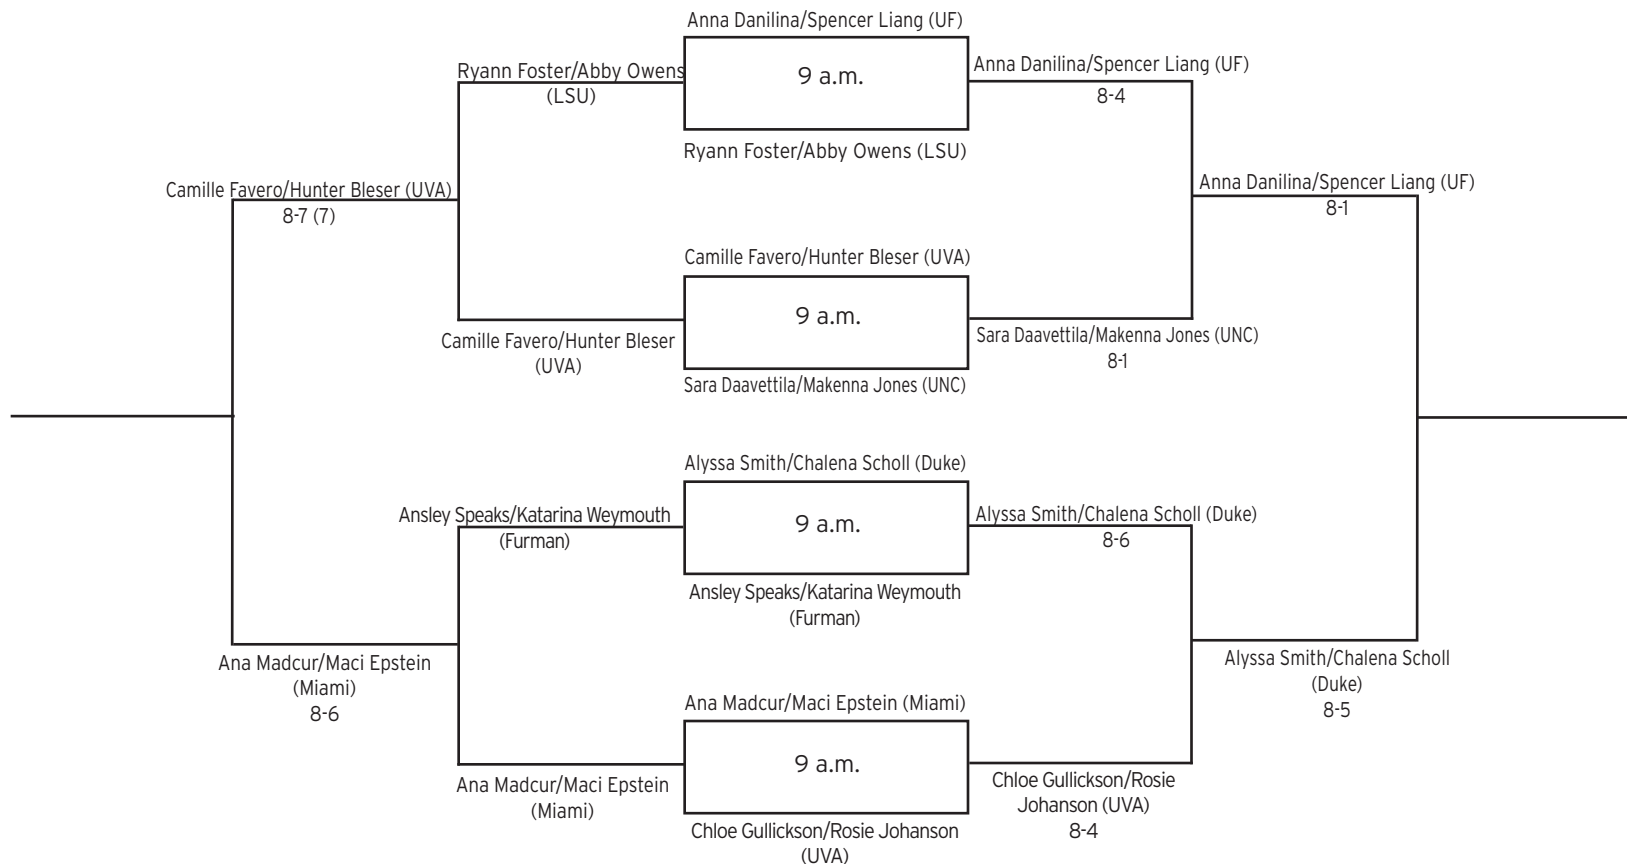 Anna Danilina/Spencer Liang (UF)
9 a.m.
Ryann Foster/Abby Owens (LSU)
Ryann Foster/Abby Owens
(LSU)
Anna Danilina/Spencer Liang (UF)
8-4
Camille Favero/Hunter Bleser (UVA)
8-7 (7)
Anna Danilina/Spencer Liang (UF)
8-1
Camille Favero/Hunter Bleser (UVA)
9 a.m.
Sara Daavettila/Makenna Jones (UNC)
Camille Favero/Hunter Bleser
(UVA)
Sara Daavettila/Makenna Jones (UNC)
8-1
Alyssa Smith/Chalena Scholl (Duke)
9 a.m.
Ansley Speaks/Katarina Weymouth
(Furman)
Ansley Speaks/Katarina Weymouth
(Furman)
Alyssa Smith/Chalena Scholl (Duke)
8-6
Ana Madcur/Maci Epstein
(Miami)
8-6
Alyssa Smith/Chalena Scholl
(Duke)
8-5
Ana Madcur/Maci Epstein (Miami)
9 a.m.
Chloe Gullickson/Rosie Johanson
(UVA)
Ana Madcur/Maci Epstein
(Miami)
Chloe Gullickson/Rosie
Johanson (UVA)
8-4